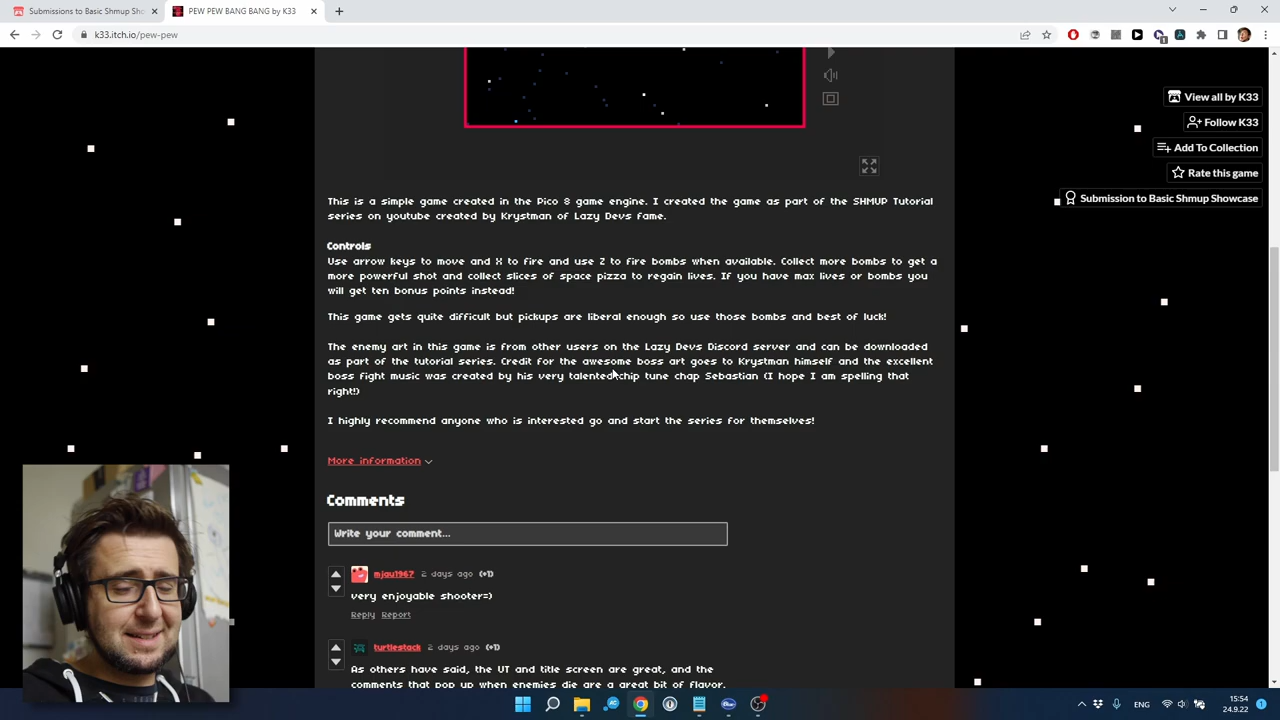 Submissions to Basic Shmup Sho
PEW PEW BANG BANG by K33
k33.itch.io/pew-pew
View all by K33
Follow K33
Add To Collection
Rate this game
Submission to Basic Shmup Showcase
This is a simple game created in the Pico 8 game engine. I created the game as part of the SHMUP Tutorial
series on youtube created by Krystman of Lazy Devs fame.
Controls
Use arrow keys to move and X to fire and use Z to fire bombs when available. Collect more bombs to get a
more powerful shot and collect slices of space pizza to regain lives. If you have max lives or bombs you
will get ten bonus points instead!
This game gets quite difficult but pickups are liberal enough so use those bombs and best of luck!
The enemy art in this game is from other users on the Lazy Devs Discord server and can be downloaded
as part of the tutorial series. Credit for the awesome boss art goes to Krystman himself and the excellent
boss fight music was created by his very talented chip tune chap Sebastian (I hope I am spelling that
right!)
I highly recommend anyone who is interested go and start the series for themselves!
More information
Comments
Write your comment...
mjau1967 2 days ago (+1)
very enjoyable shooter=)
Reply Report
turtlestack 2 days ago (+1)
As others have said, the UI and title screen are great, and the
comments that pop up when enemies die are a great bit of flavor.
ENG
15:54
24.9.22